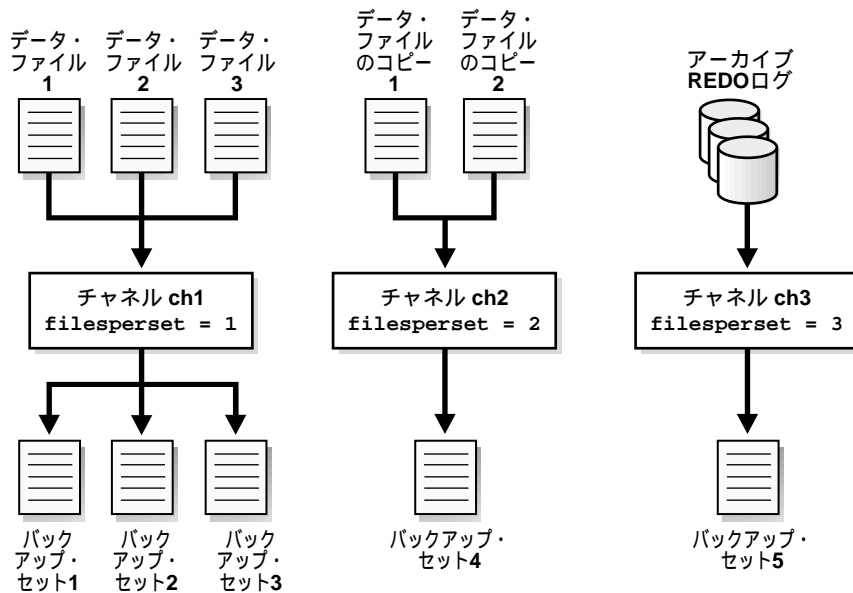 データ・
ファイル
1
データ・
ファイル
2
データ・
ファイル
3
データ・
ファイル
のコピー
1
データ・
ファイル
のコピー
2
アーカイブ
REDOログ
チャネル ch1
filesperset = 1
チャネル ch2
filesperset = 2
チャネル ch3
filesperset = 3
バック
アップ・
セット1
バック
アップ・
セット2
バック
アップ・
セット3
バックアップ・
セット4
バックアップ・
セット5